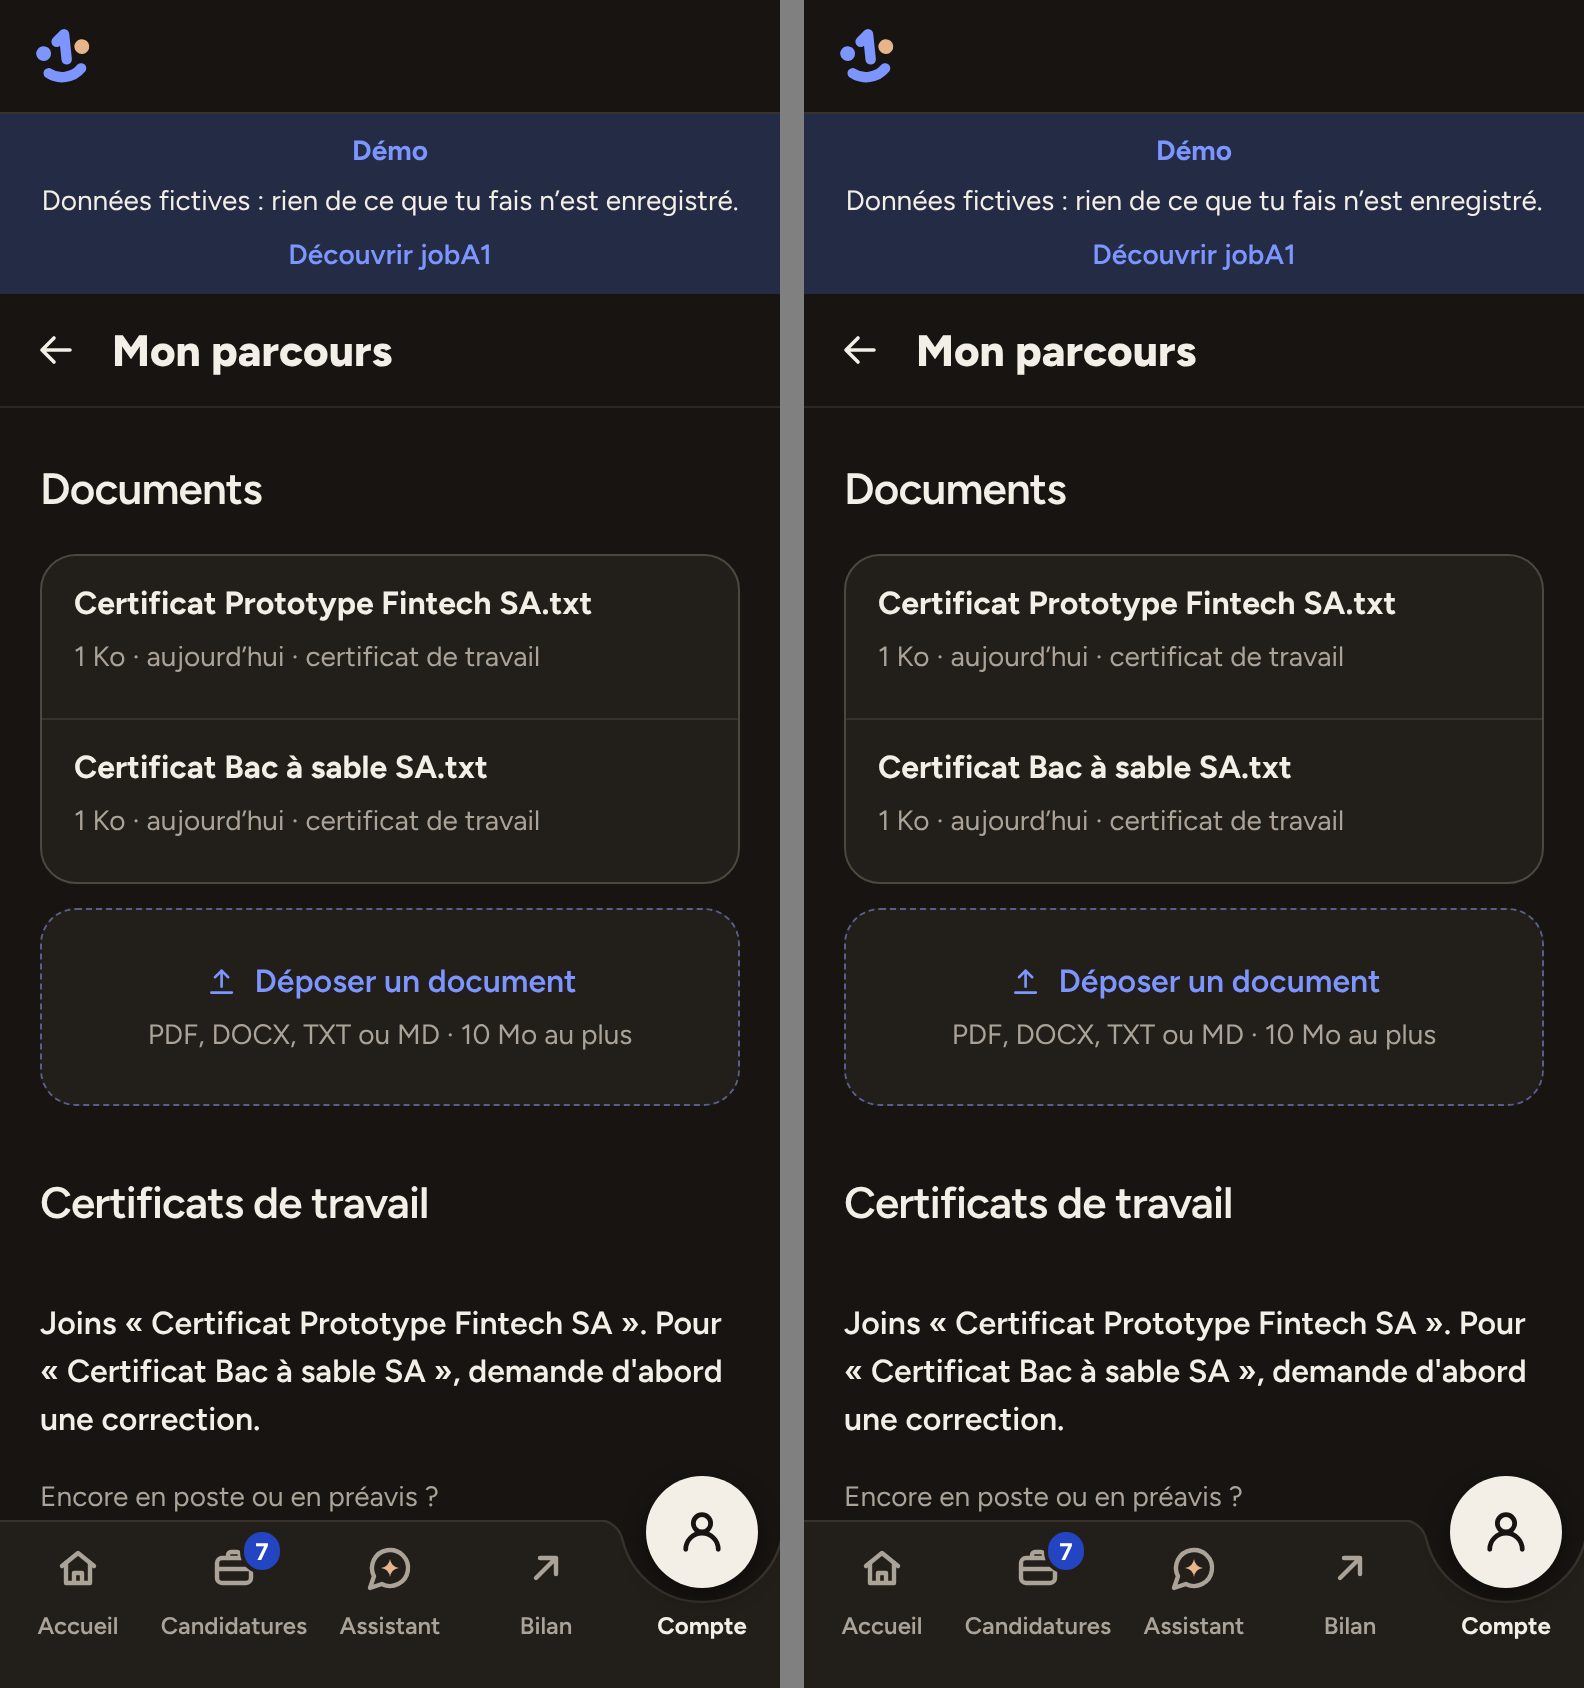 Démo
Données fictives : rien de ce que tu fais n’est enregistré.
Découvrir jobA1
Mon parcours
Documents
Certificat Prototype Fintech SA.txt
1 Ko · aujourd’hui · certificat de travail
Certificat Bac à sable SA.txt
1 Ko · aujourd’hui · certificat de travail
Déposer un document
PDF, DOCX, TXT ou MD · 10 Mo au plus
Certificats de travail
Joins « Certificat Prototype Fintech SA ». Pour
« Certificat Bac à sable SA », demande d'abord
une correction.
Encore en poste ou en préavis ?
7
Accueil
Candidatures
Assistant
Bilan
Compte
Démo
Données fictives : rien de ce que tu fais n’est enregistré.
Découvrir jobA1
Mon parcours
Documents
Certificat Prototype Fintech SA.txt
1 Ko · aujourd’hui · certificat de travail
Certificat Bac à sable SA.txt
1 Ko · aujourd’hui · certificat de travail
Déposer un document
PDF, DOCX, TXT ou MD · 10 Mo au plus
Certificats de travail
Joins « Certificat Prototype Fintech SA ». Pour
« Certificat Bac à sable SA », demande d'abord
une correction.
Encore en poste ou en préavis ?
7
Accueil
Candidatures
Assistant
Bilan
Compte